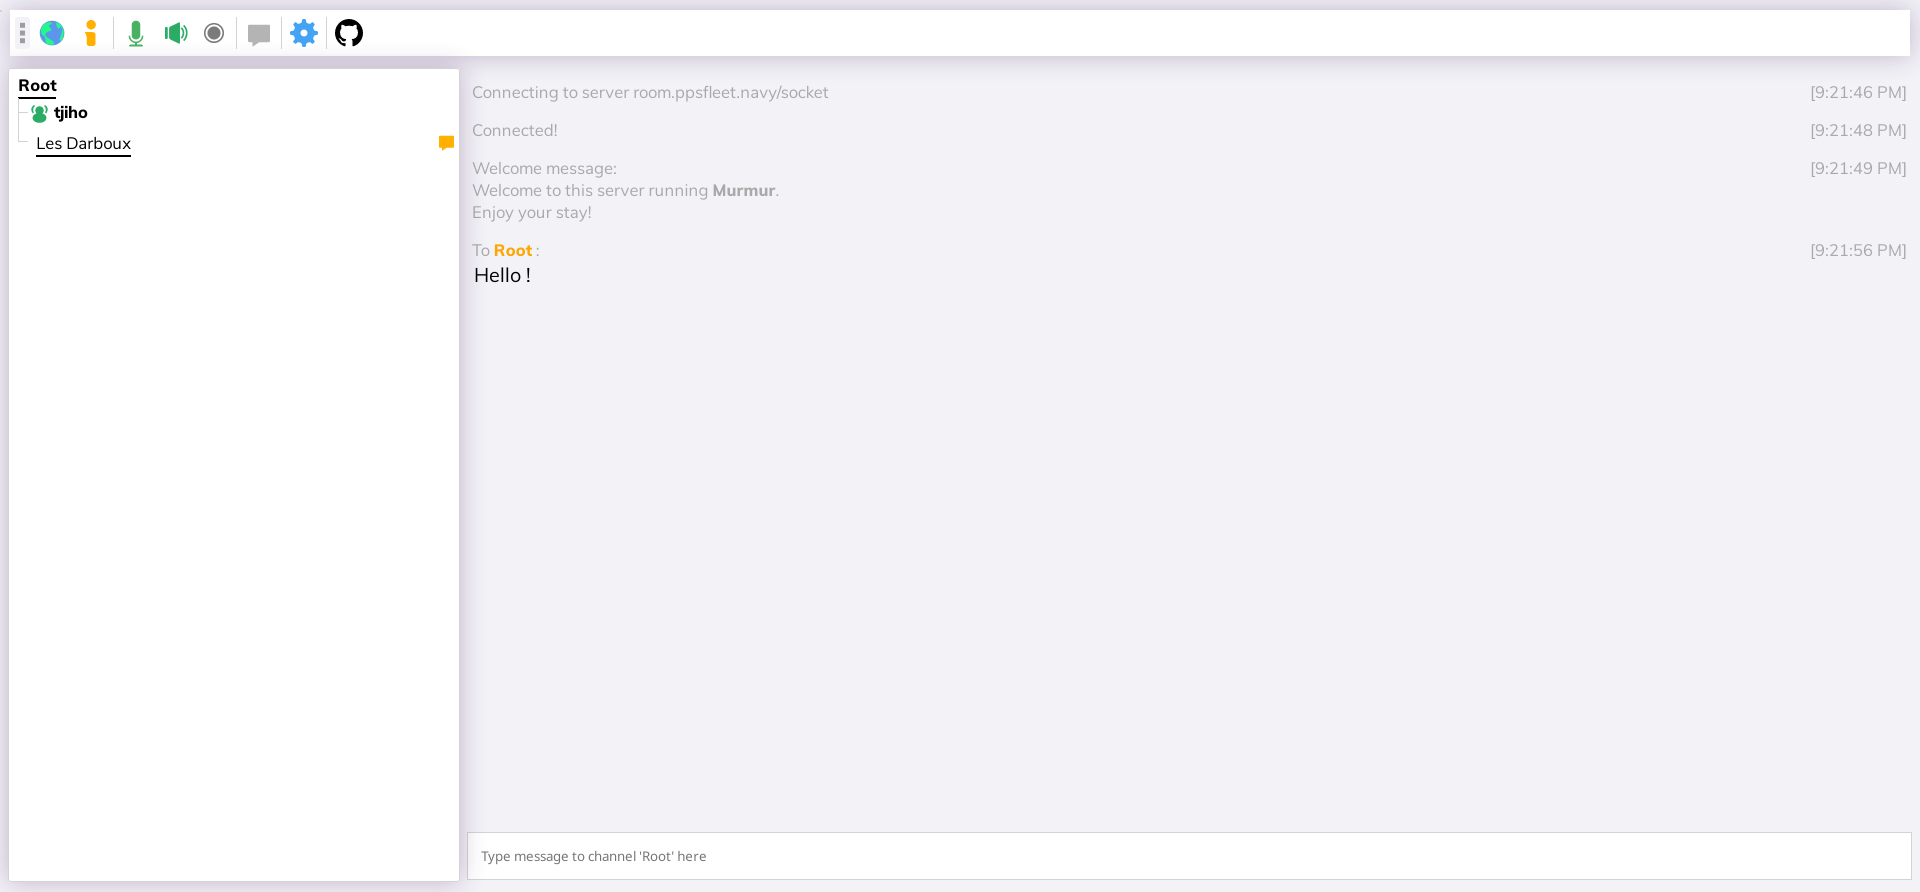 Root
tjiho
Les Darboux
Connecting to server room.ppsfleet.navy/socket [9:21:46 PM]
Connected! [9:21:48 PM]
Welcome message: [9:21:49 PM]
Welcome to this server running Murmur.
Enjoy your stay!
To Root : [9:21:56 PM]
Hello !
Type message to channel 'Root' here